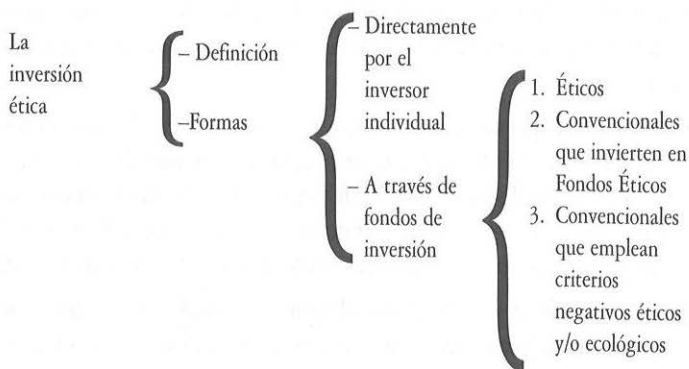 La
inversión
ética
– Definición
–Formas
– Directamente
por el
inversor
individual
– A través de
fondos de
inversión
1. Éticos
2. Convencionales
que invierten en
Fondos Éticos
3. Convencionales
que emplean
criterios
negativos éticos
y/o ecológicos